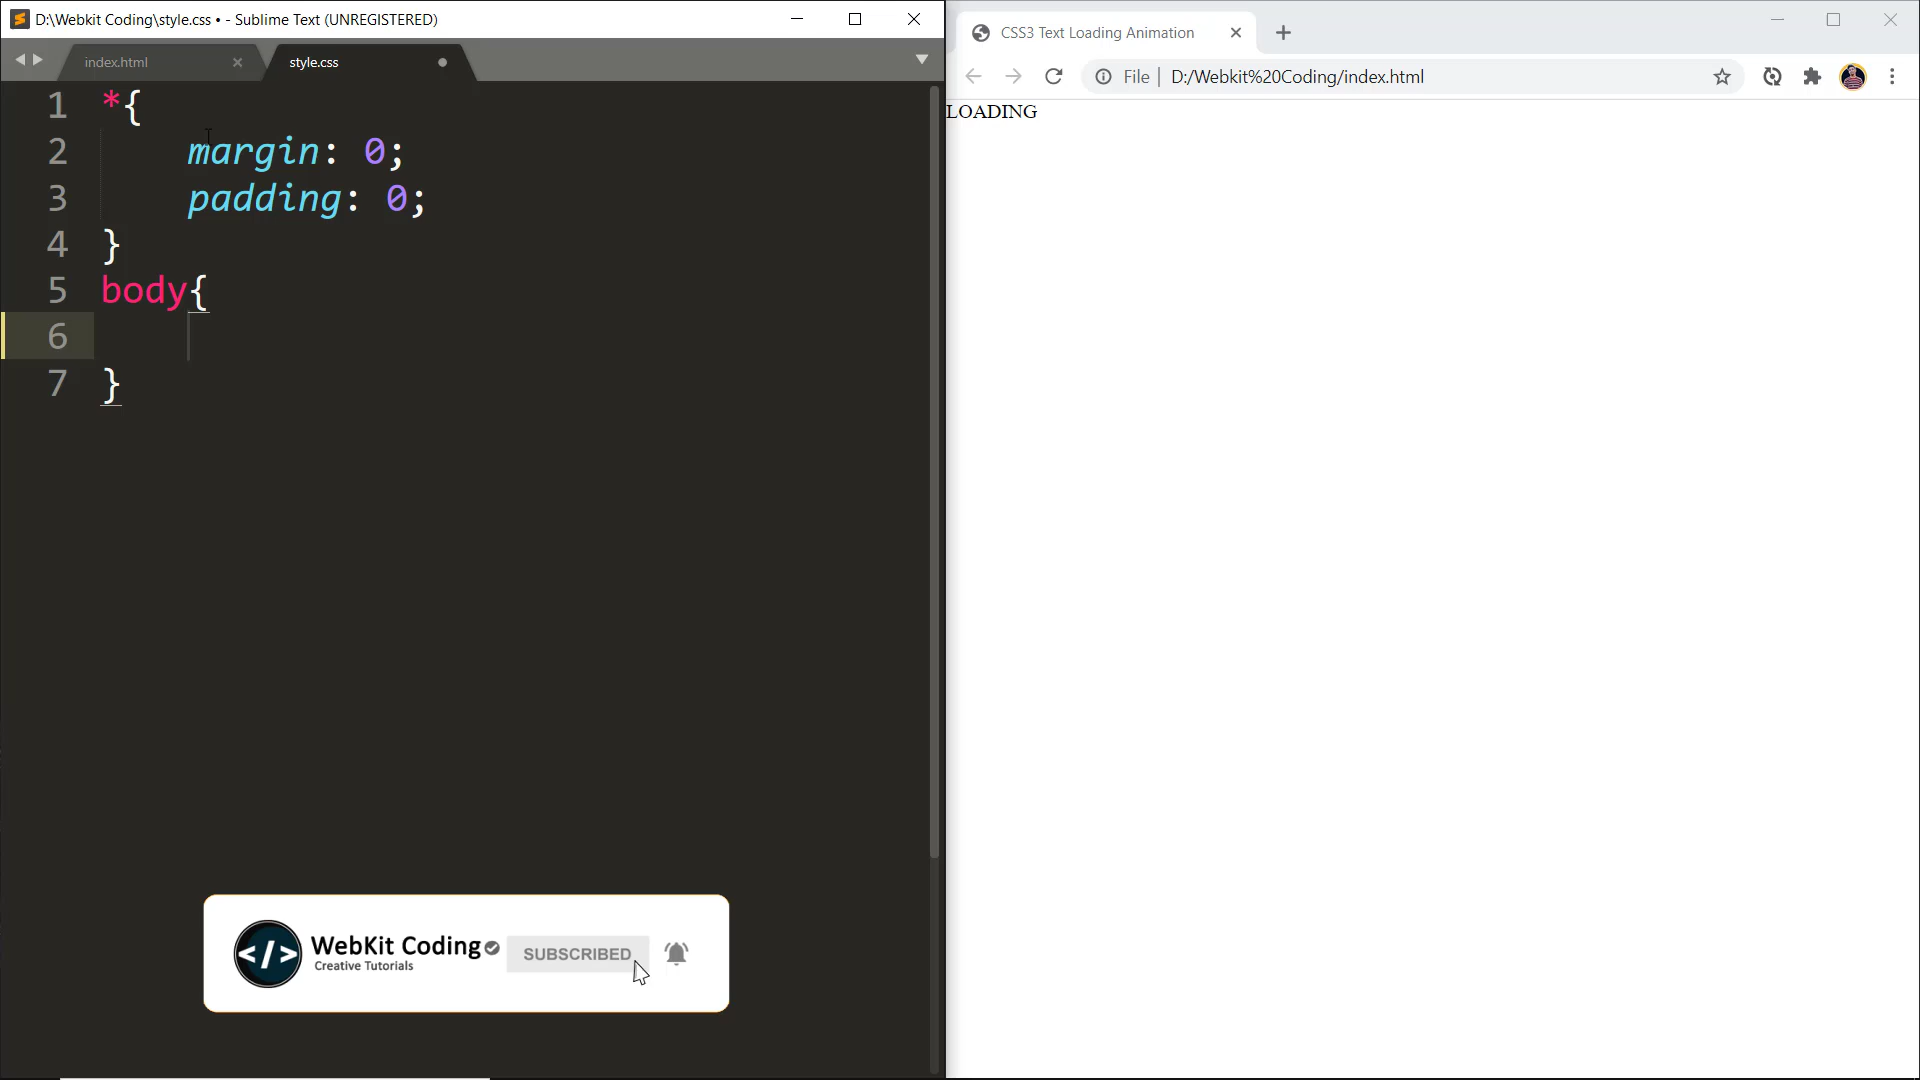 D:\Webkit Coding\style.css • - Sublime Text (UNREGISTERED)
index.html
style.css
1 *{
2 margin: 0;
3 padding: 0;
4 }
5 body{
6
7 }
WebKit Coding
Creative Tutorials
SUBSCRIBED
CSS3 Text Loading Animation
File | D:/Webkit%20Coding/index.html
LOADING